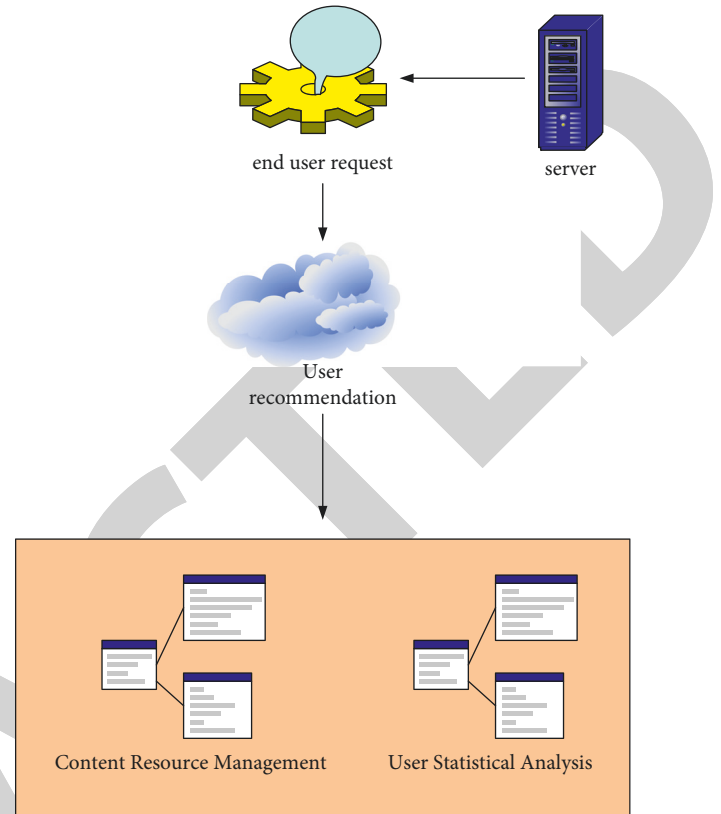 end user request
server
User
recommendation
Content Resource Management
User Statistical Analysis